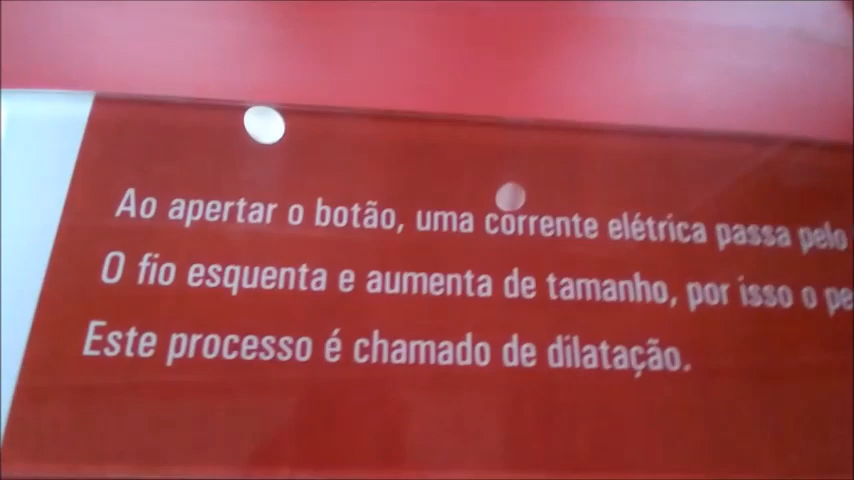 Ao apertar o botão, uma corrente elétrica passa pelo
O fio esquenta e aumenta de tamanho, por isso o pe
Este processo é chamado de dilatação.